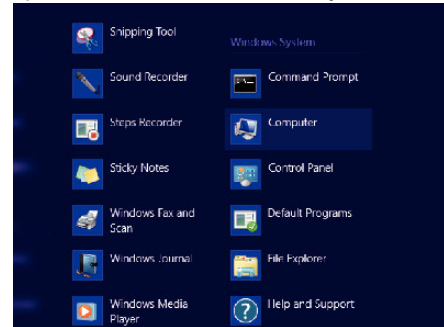 Snipping Tool
Sound Recorder
Steps Recorder
Sticky Notes
Windows Fax and
Scan
Windows Journal
Windows Media
Player
Windows System
Command Prompt
Computer
Control Panel
Default Programs
File Explorer
Help and Support